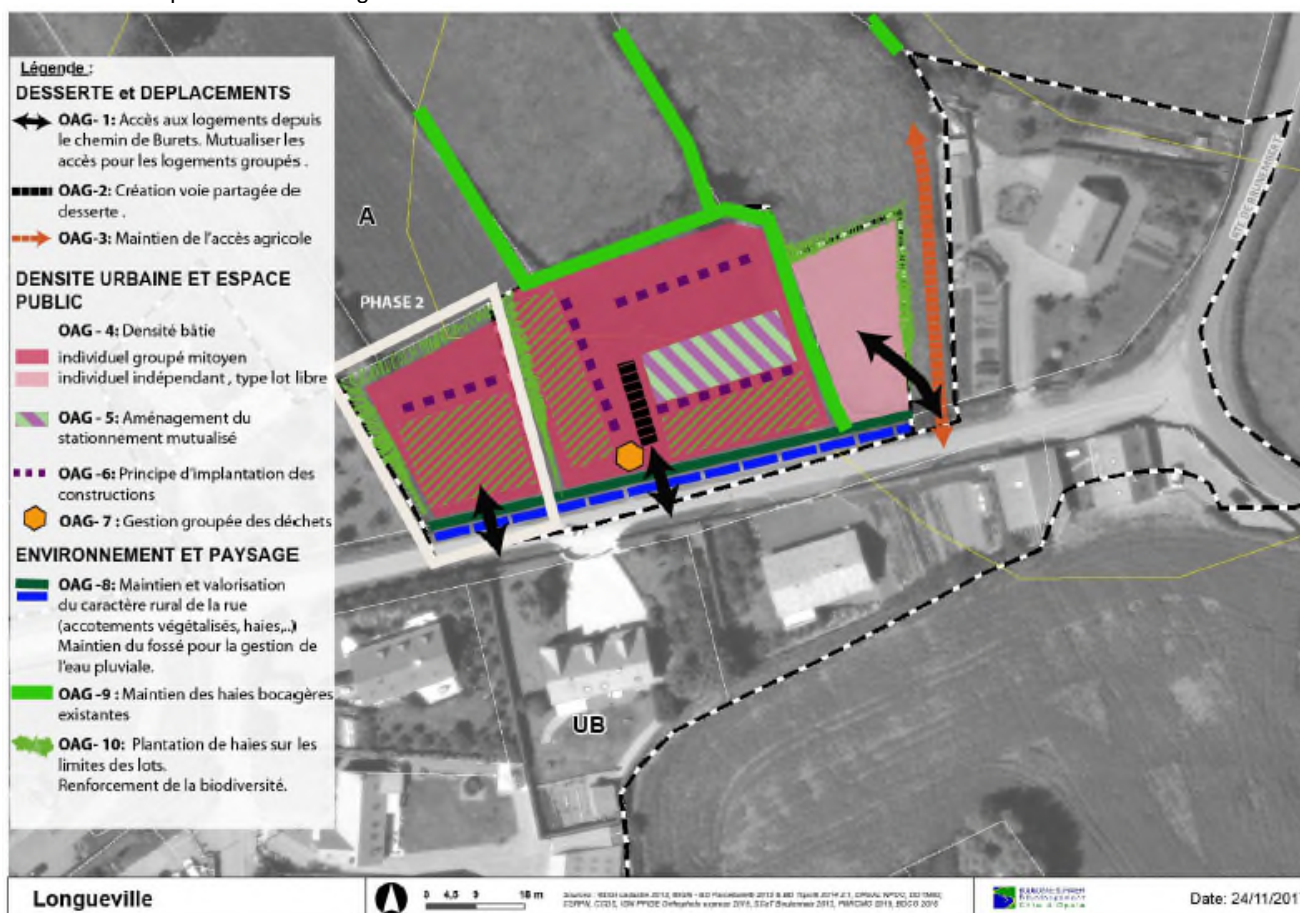 Légende :
DESSERTE et DEPLACEMENTS
OAG- 1: Accès aux logements depuis
le chemin de Burets. Mutualiser les
accès pour les logements groupés .
OAG-2: Création voie partagée de
desserte .
OAG-3: Maintien de l'accès agricole
DENSITE URBAINE ET ESPACE
PUBLIC
OAG - 4: Densité bâtie
individuel groupé mitoyen
individuel indépendant , type lot libre
OAG - 5: Aménagement du
stationnement mutualisé
OAG -6: Principe d'implantation des
constructions
OAG- 7 : Gestion groupée des déchets
ENVIRONNEMENT ET PAYSAGE
OAG -8: Maintien et valorisation
du caractère rural de la rue
(accotements végétalisés, haies,..)
Maintien du fossé pour la gestion de
l'eau pluviale.
OAG -9 : Maintien des haies bocagères
existantes
OAG- 10: Plantation de haies sur les
limites des lots.
Renforcement de la biodiversité.
A
PHASE 2
UB
RTE DE BRUNEMBERT
Longueville
0 4,5 9 18 m
Date: 24/11/201